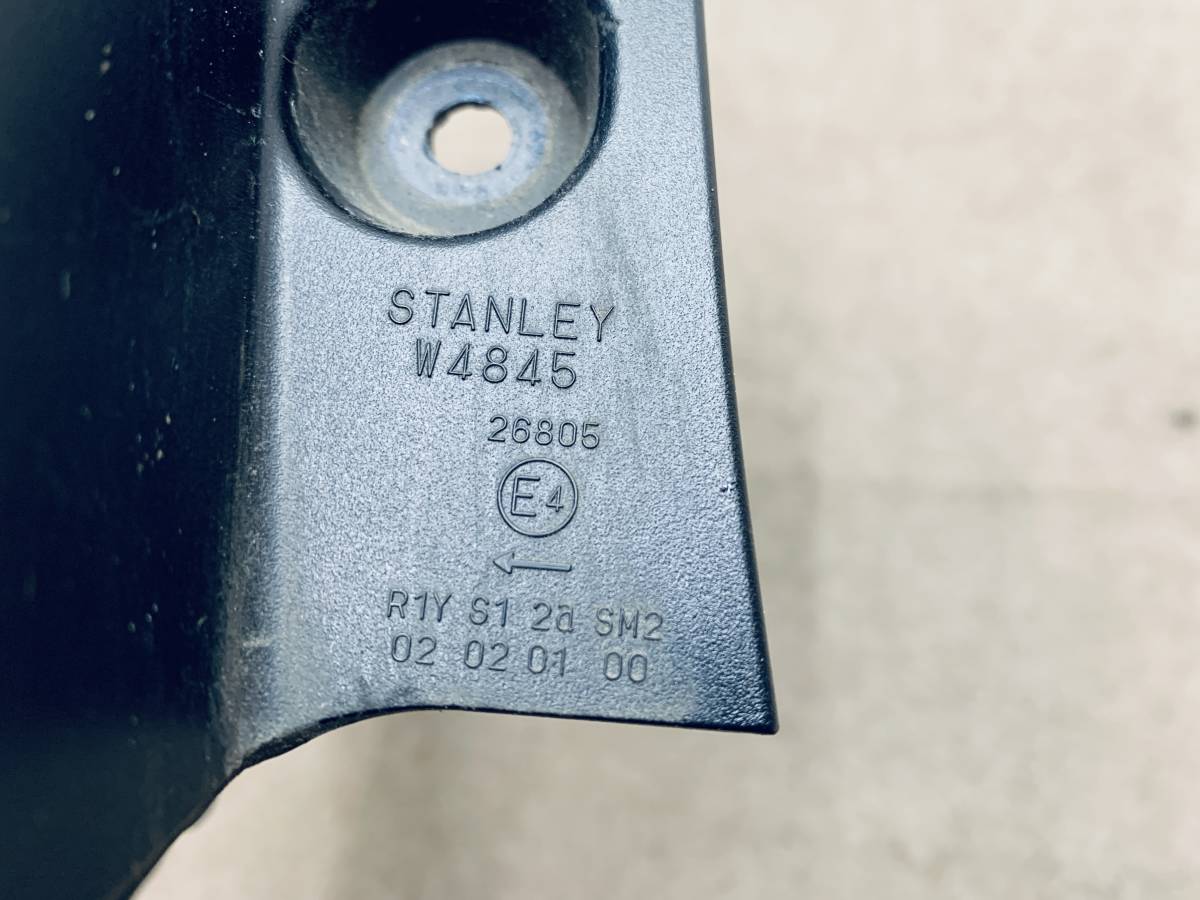 STANLEY
W4845
26805
E4
←
R1Y S1 2a SM2
02 02 01 00